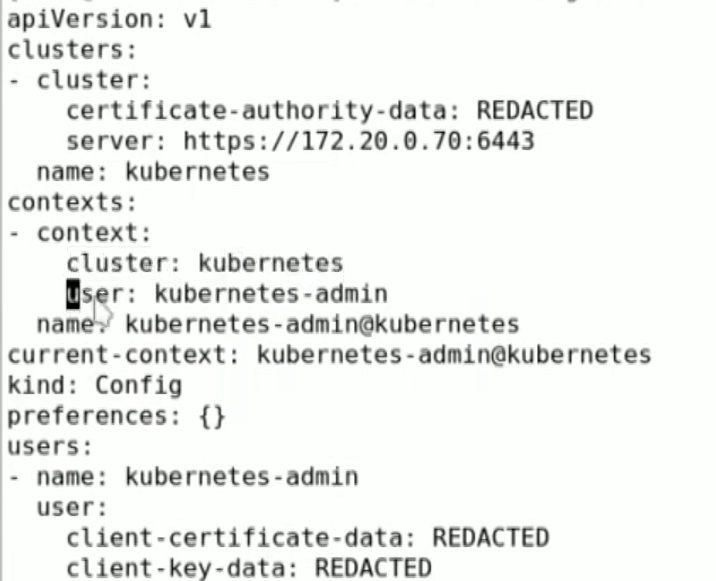 apiVersion: v1
clusters:
- cluster:
    certificate-authority-data: REDACTED
    server: https://172.20.0.70:6443
  name: kubernetes
contexts:
- context:
    cluster: kubernetes
    user: kubernetes-admin
  name: kubernetes-admin@kubernetes
current-context: kubernetes-admin@kubernetes
kind: Config
preferences: {}
users:
- name: kubernetes-admin
  user:
    client-certificate-data: REDACTED
    client-key-data: REDACTED